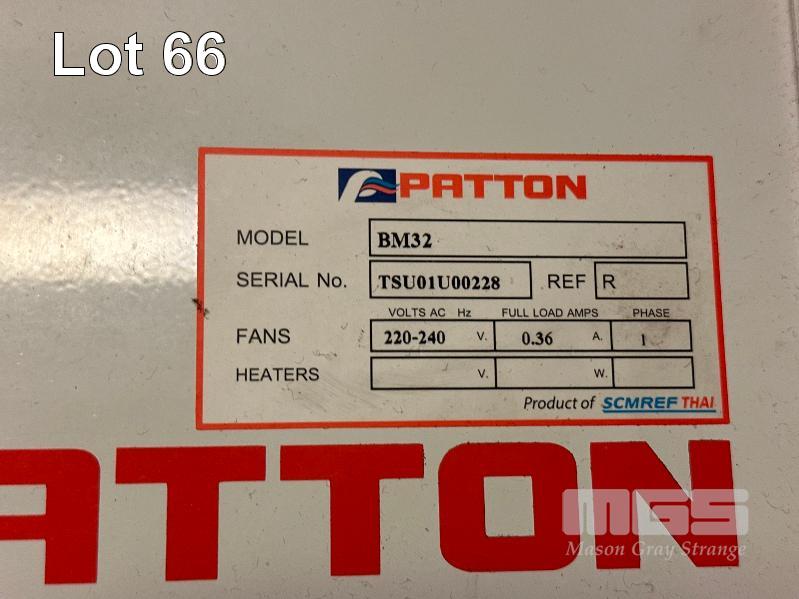 Lot 66
PATTON
MODEL BM32
SERIAL No. TSU01U00228 REF R
VOLTS AC Hz FULL LOAD AMPS PHASE
FANS 220-240 V. 0.36 A. 1
HEATERS V. W.
Product of SCMREF THAI
ATTON
MGS
Mason Gray Strange